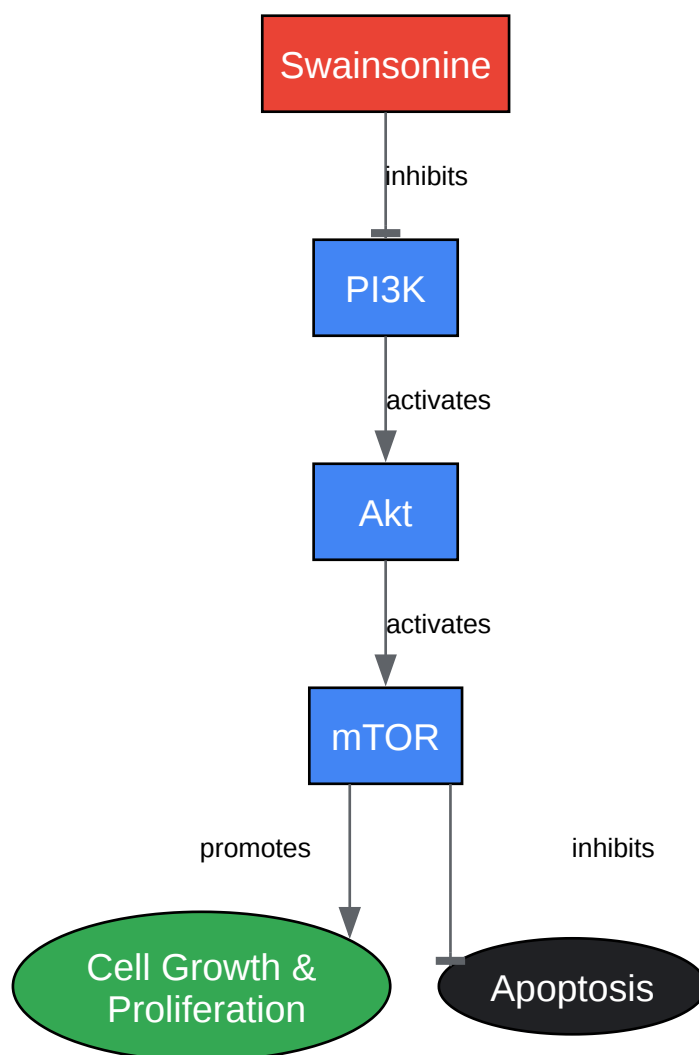 Swainsonine
inhibits
PI3K
activates
Akt
activates
mTOR
promotes
inhibits
Cell Growth &
Proliferation
Apoptosis